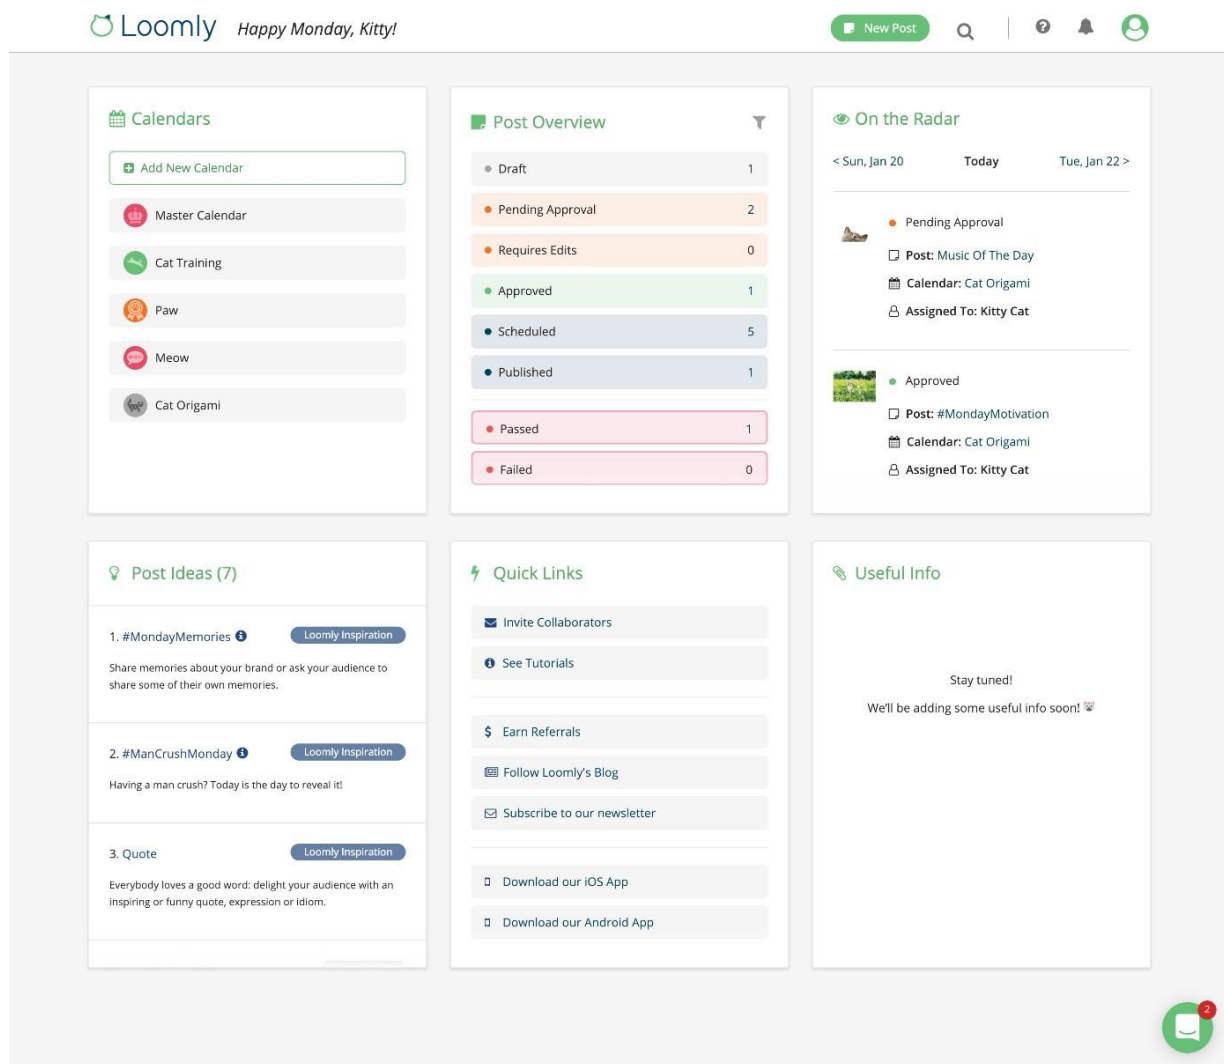 Loomly
Happy Monday, Kitty!
New Post
Calendars
Add New Calendar
Master Calendar
Cat Training
Paw
Meow
Cat Origami
Post Overview
Draft 1
Pending Approval 2
Requires Edits 0
Approved 1
Scheduled 5
Published 1
Passed 1
Failed 0
On the Radar
< Sun, Jan 20 Today Tue, Jan 22 >
Pending Approval
Post: Music Of The Day
Calendar: Cat Origami
Assigned To: Kitty Cat
Approved
Post: #MondayMotivation
Calendar: Cat Origami
Assigned To: Kitty Cat
Post Ideas (7)
1. #MondayMemories Loomly Inspiration
Share memories about your brand or ask your audience to
share some of their own memories.
2. #ManCrushMonday Loomly Inspiration
Having a man crush? Today is the day to reveal it!
3. Quote Loomly Inspiration
Everybody loves a good word: delight your audience with an
inspiring or funny quote, expression or idiom.
Quick Links
Invite Collaborators
See Tutorials
Earn Referrals
Follow Loomly's Blog
Subscribe to our newsletter
Download our iOS App
Download our Android App
Useful Info
Stay tuned!
We'll be adding some useful info soon!
2